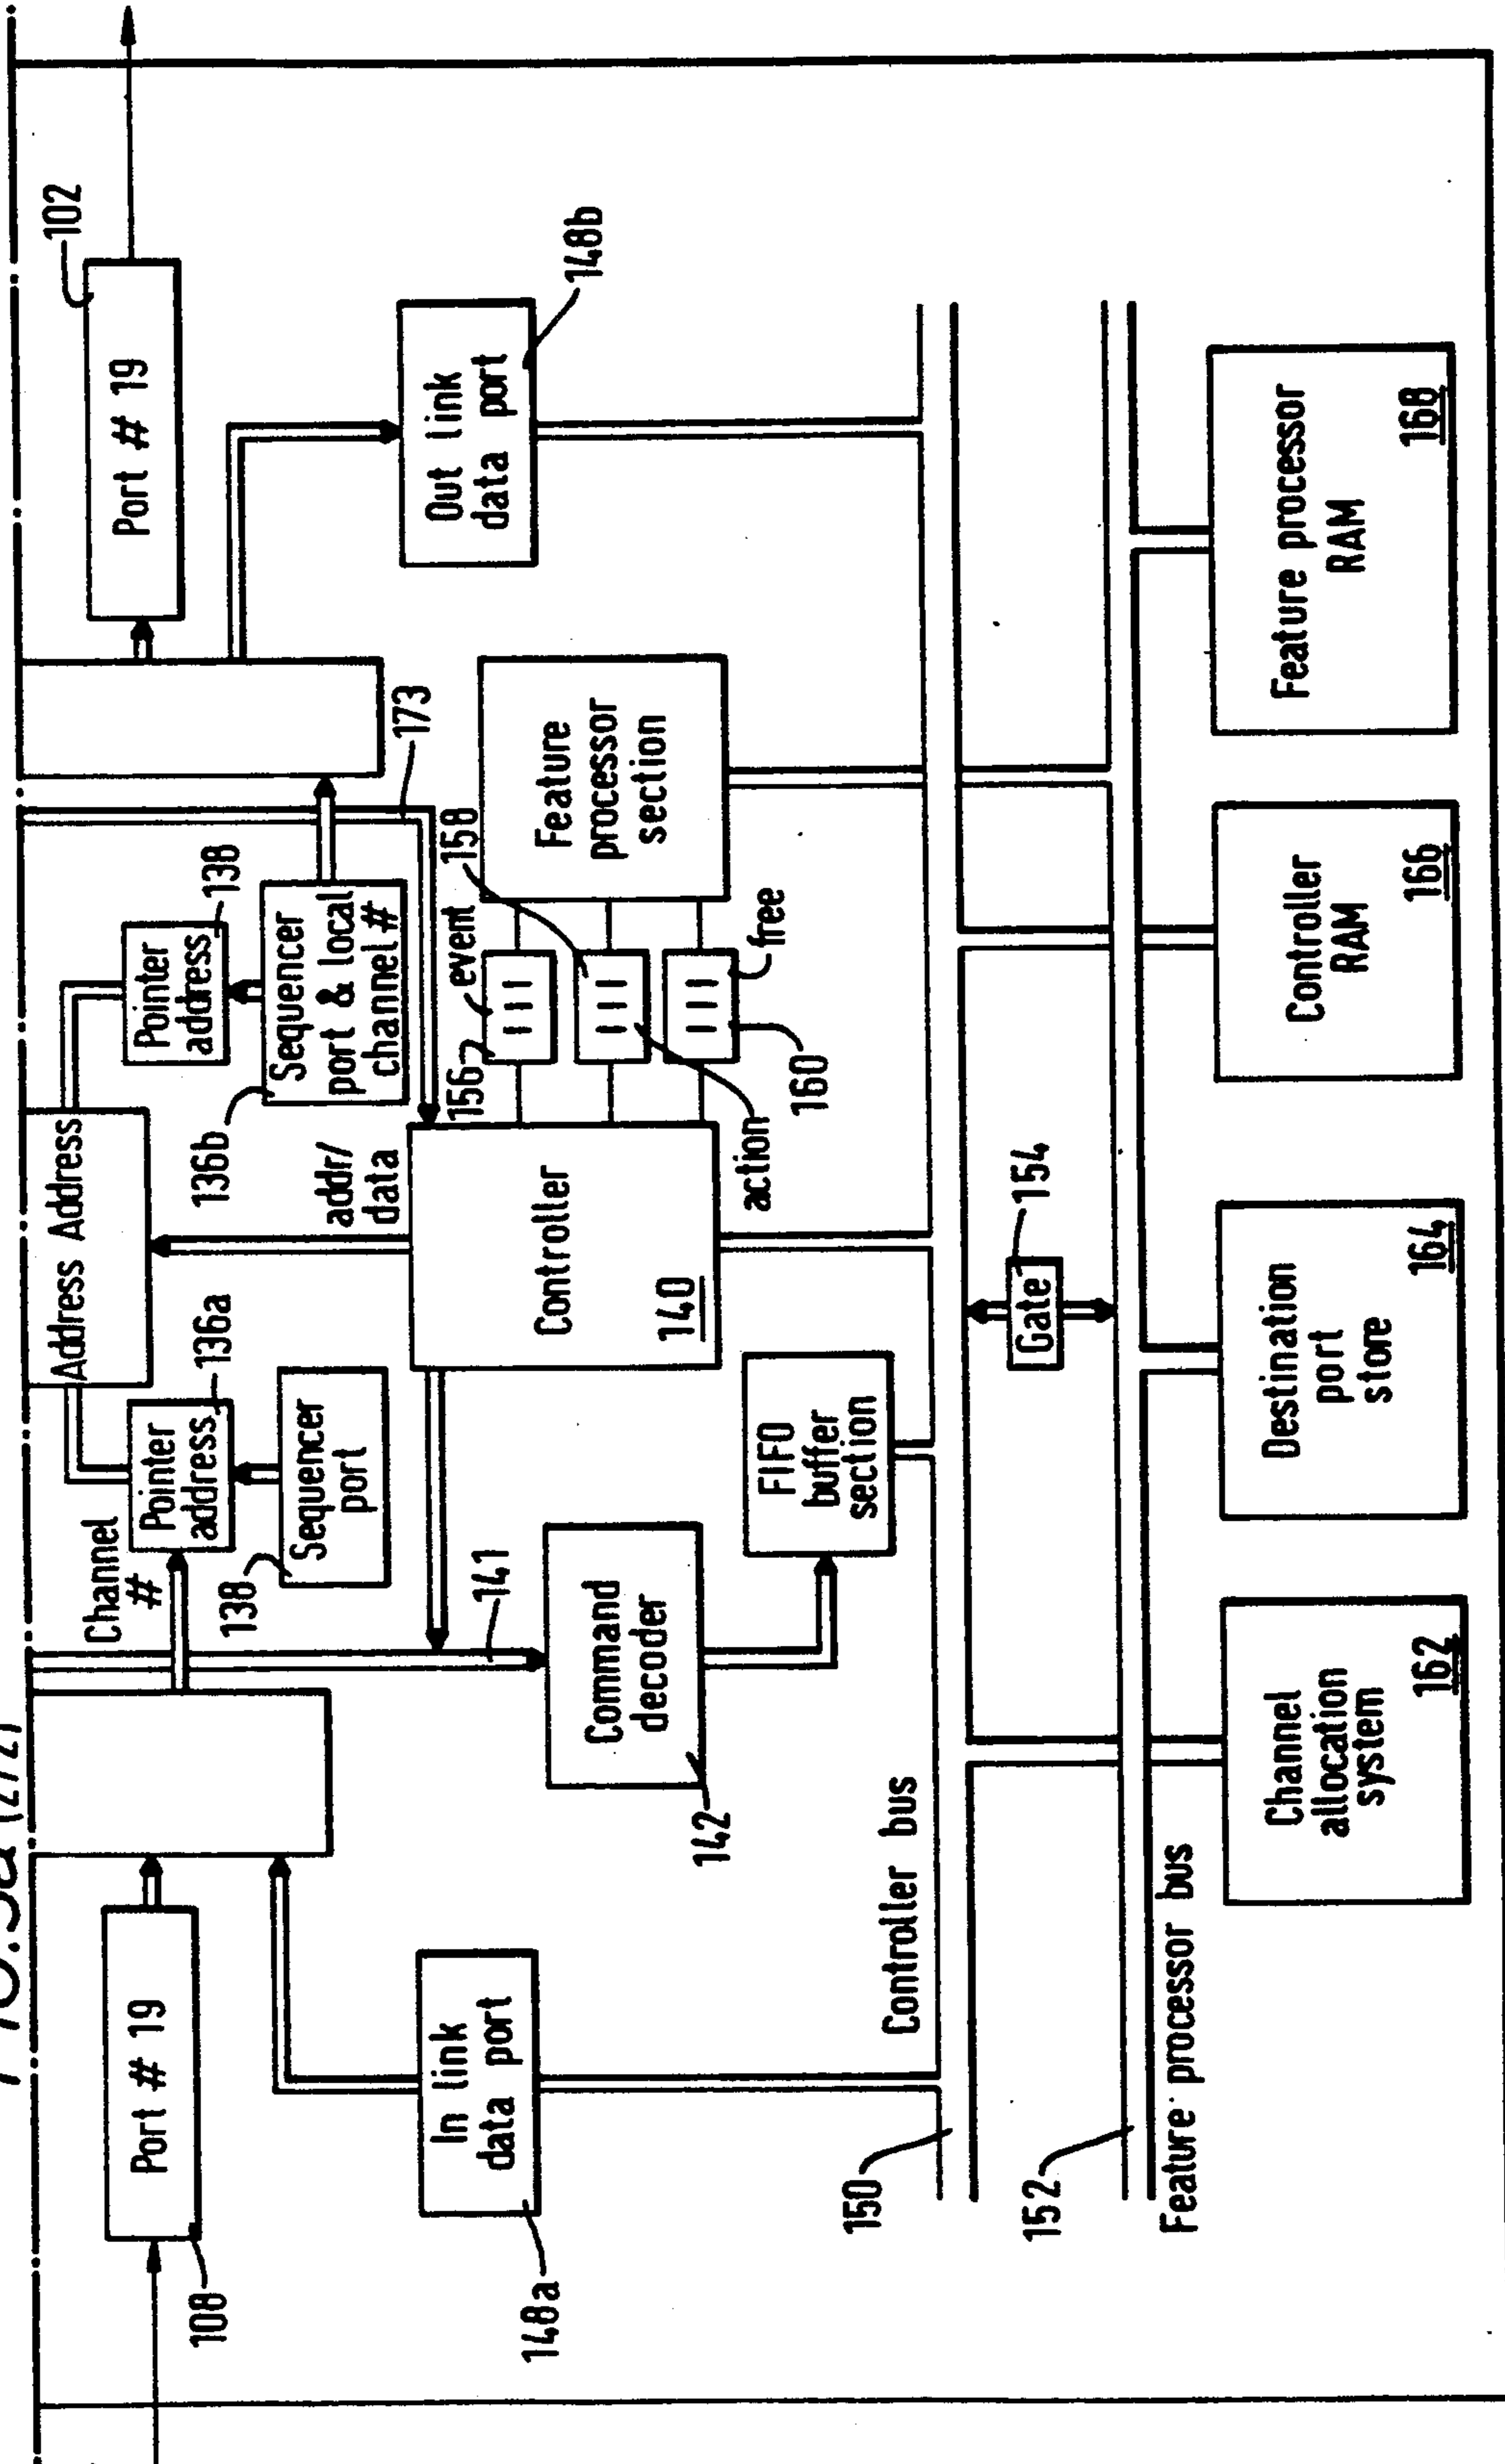 102
Port # 19
Out link
data port
148b
173
138
Pointer
address
Sequencer
port & local
channel #
136b
Address Address
addr/
data
event
156
158
action
free
160
Feature
processor
section
Controller
140
Channel
#
Pointer
address
136a
Sequencer
port
138
141
Command
decoder
142
FIFO
buffer
section
Port # 19
108
In link
data port
148a
Controller bus
150
Gate
154
152
Feature processor bus
Channel
allocation
system
162
Destination
port
store
164
Controller
RAM
166
Feature processor
RAM
168